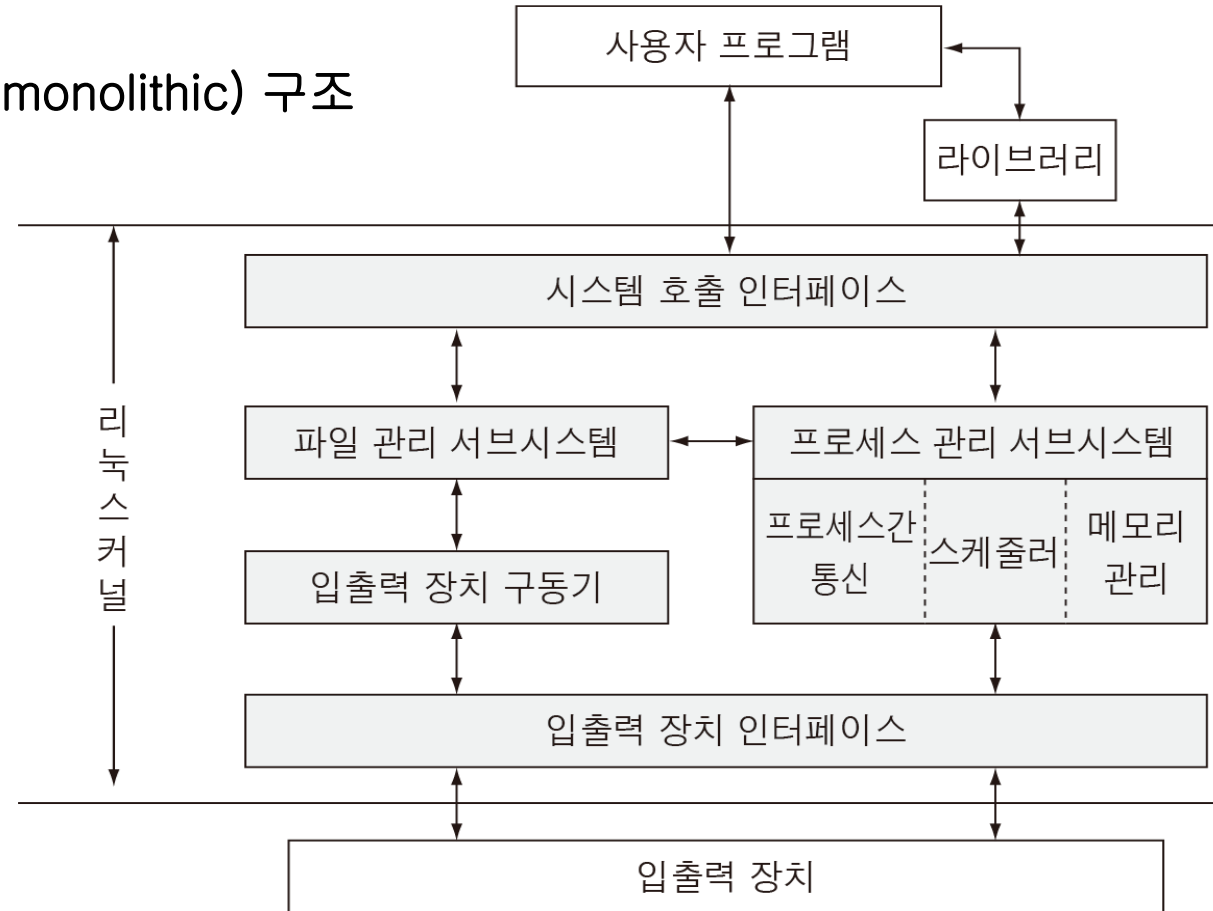 사용자 프로그램
monolithic) 구조
라이브러리
시스템 호출 인터페이스
리눅스커널
파일 관리 서브시스템
프로세스 관리 서브시스템
프로세스간
통신
스케줄러
메모리
관리
입출력 장치 구동기
입출력 장치 인터페이스
입출력 장치